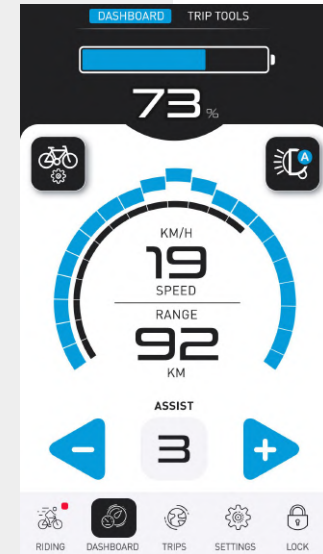 DASHBOARD TRIP TOOLS
73 %
A
KM/H
19
SPEED
RANGE
92
KM
ASSIST
- 3 +
RIDING DASHBOARD TRIPS SETTINGS LOCK